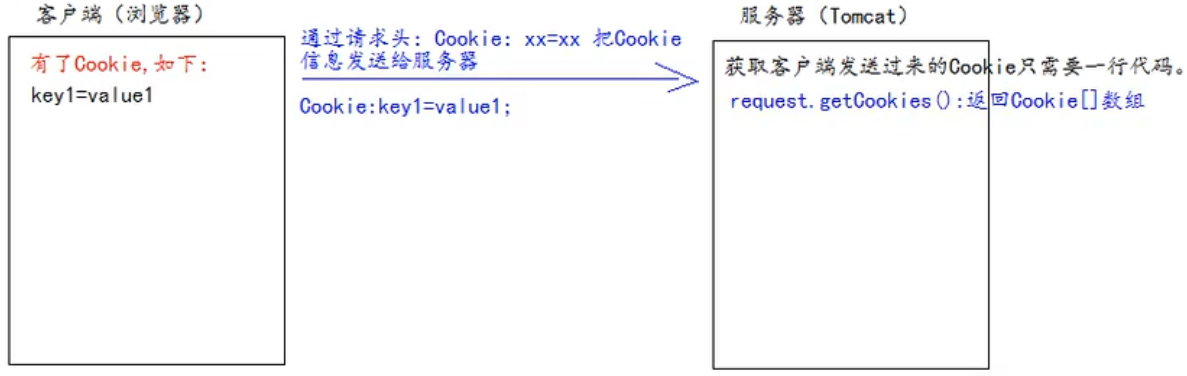 客户端（浏览器）
有了Cookie,如下:
key1=value1
通过请求头: Cookie: xx=xx 把Cookie
信息发送给服务器
Cookie:key1=value1;
服务器（Tomcat）
获取客户端发送过来的Cookie只需要一行代码。
request.getCookies():返回Cookie[]数组